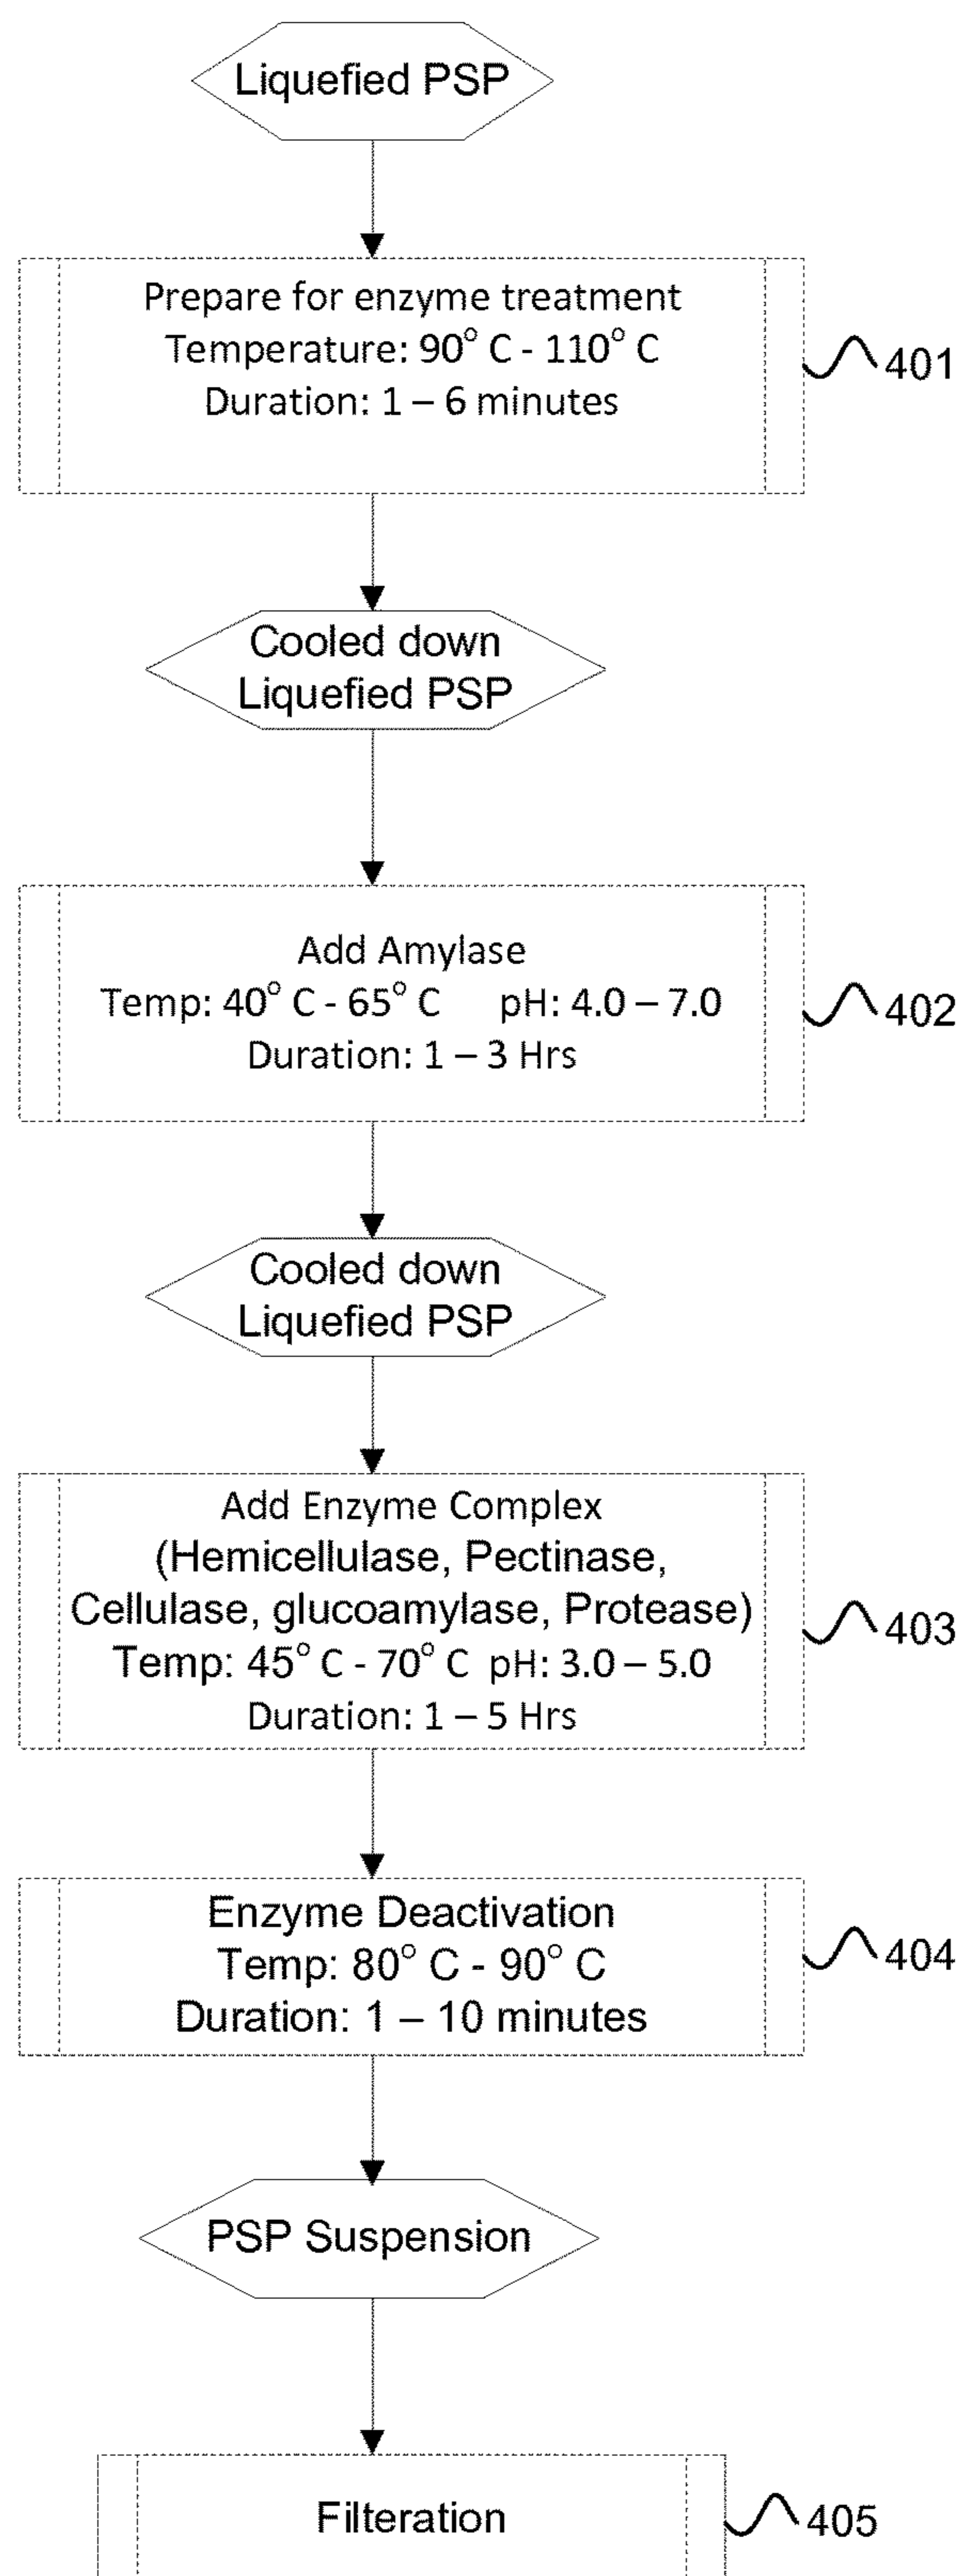 Liquefied PSP
Prepare for enzyme treatment
Temperature: 90° C - 110° C
Duration: 1 – 6 minutes
401
Cooled down
Liquefied PSP
Add Amylase
Temp: 40° C - 65° C pH: 4.0 – 7.0
Duration: 1 – 3 Hrs
402
Cooled down
Liquefied PSP
Add Enzyme Complex
(Hemicellulase, Pectinase,
Cellulase, glucoamylase, Protease)
Temp: 45° C - 70° C pH: 3.0 – 5.0
Duration: 1 – 5 Hrs
403
Enzyme Deactivation
Temp: 80° C - 90° C
Duration: 1 – 10 minutes
404
PSP Suspension
Filteration
405